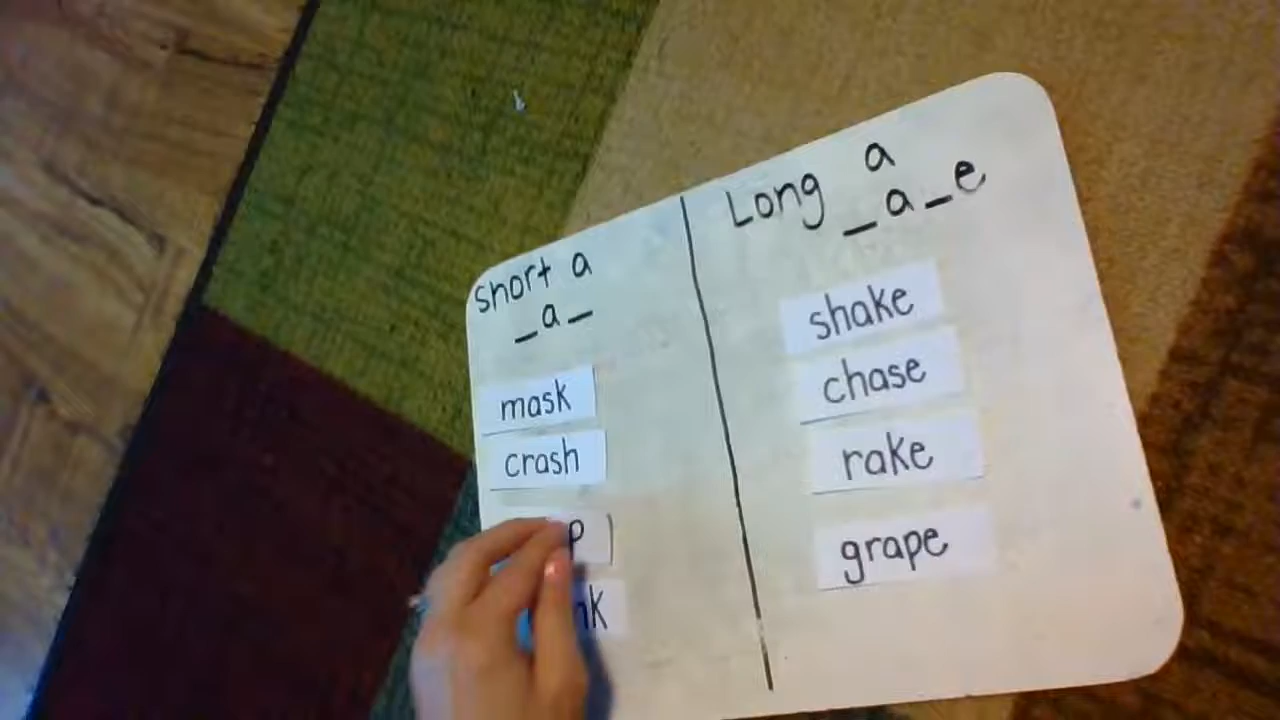 short a
_a_
mask
crash
Long a
_a_e
shake
chase
rake
grape